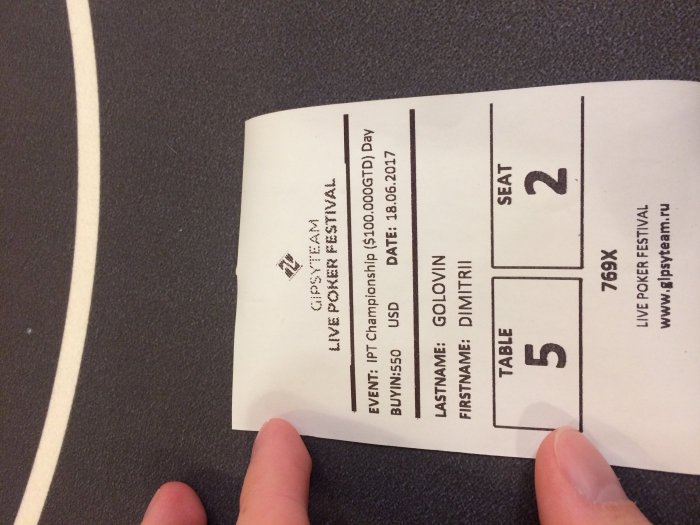 GIPSYTEAM
LIVE POKER FESTIVAL
EVENT: IPT Championship ($100.000GTD) Day
BUYIN:550 USD DATE: 18.06.2017
LASTNAME: GOLOVIN
FIRSTNAME: DIMITRII
TABLE SEAT
5 2
769X
LIVE POKER FESTIVAL
www.gipsyteam.ru